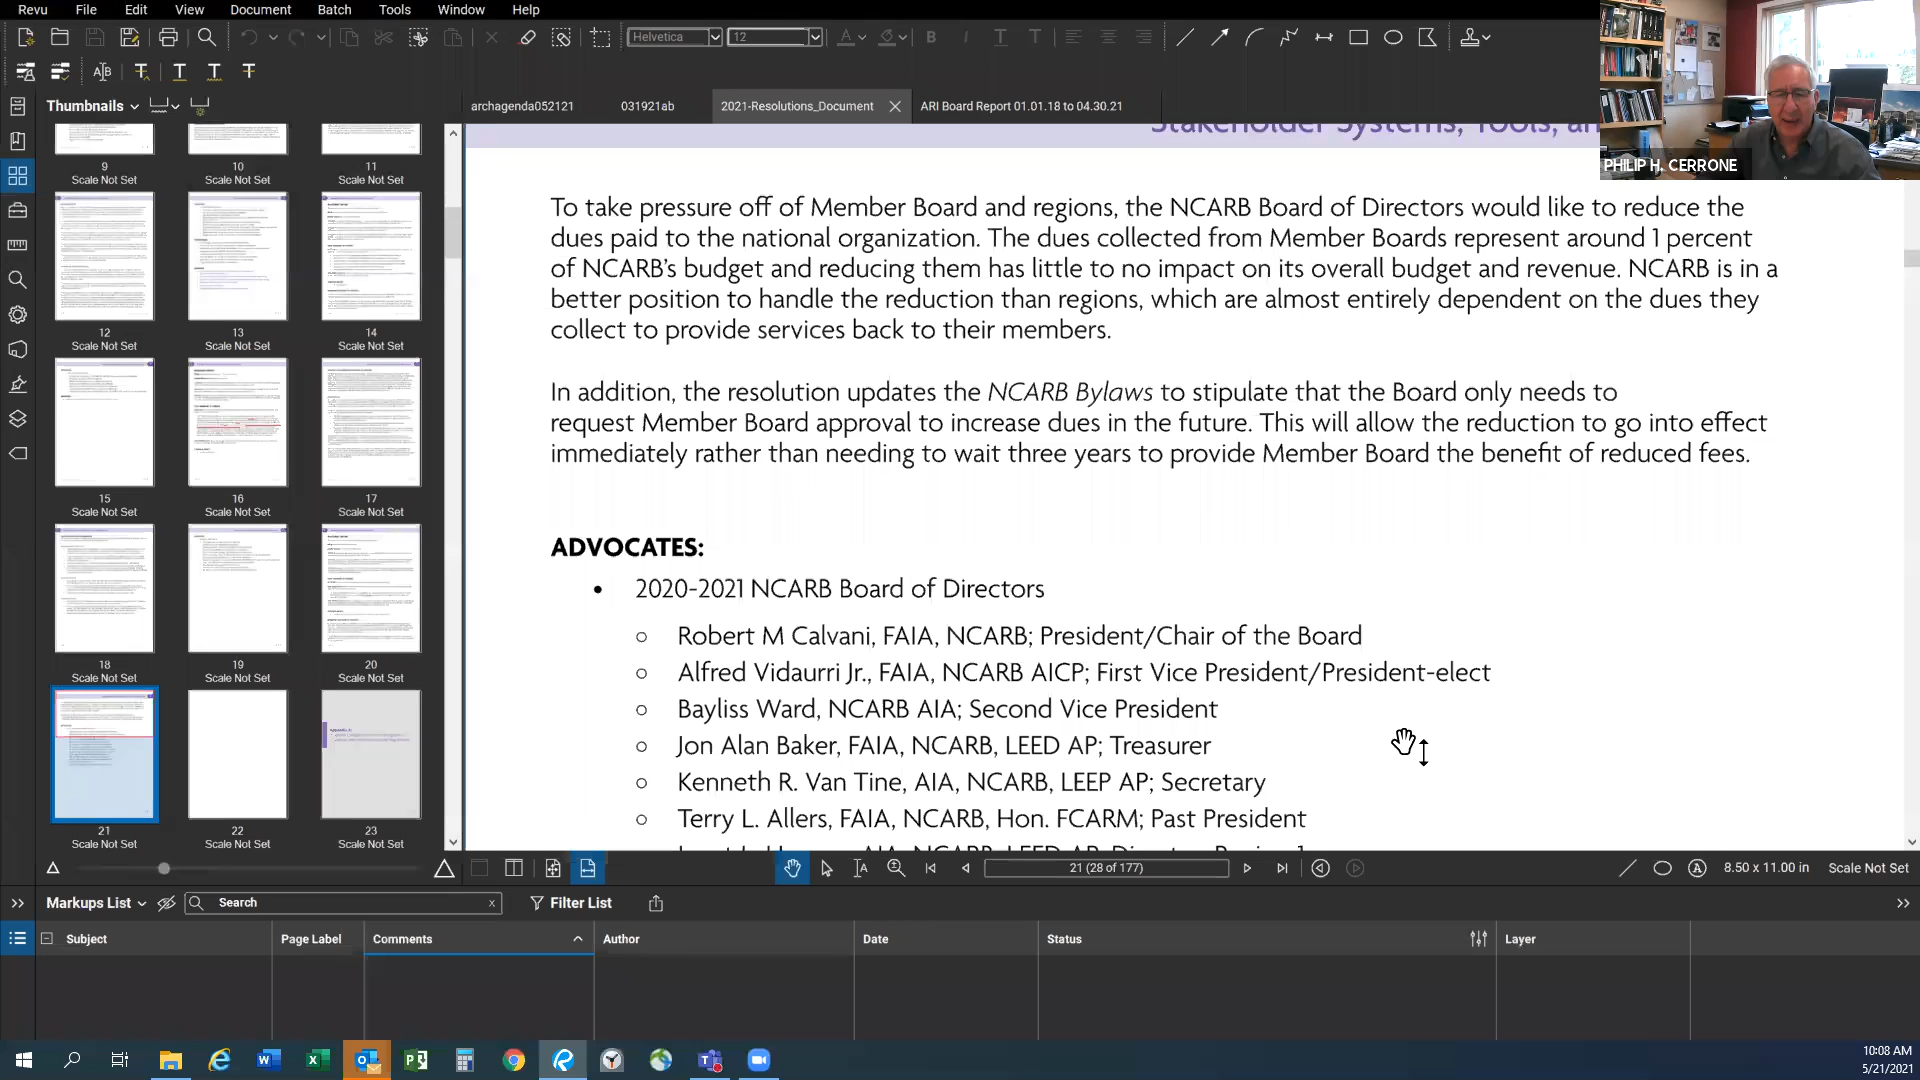 Revu File Edit View Document Batch Tools Window Help
Helvetica 12
Thumbnails
archagenda052121 031921ab 2021-Resolutions_Document ARI Board Report 01.01.18 to 04.30.21
PHILIP H. CERRONE
9 10 11
Scale Not Set Scale Not Set Scale Not Set
12 13 14
Scale Not Set Scale Not Set Scale Not Set
15 16 17
Scale Not Set Scale Not Set Scale Not Set
18 19 20
Scale Not Set Scale Not Set Scale Not Set
21 22 23
Scale Not Set Scale Not Set Scale Not Set
Stakeholder Systems, Tools, an
To take pressure off of Member Board and regions, the NCARB Board of Directors would like to reduce the
dues paid to the national organization. The dues collected from Member Boards represent around 1 percent
of NCARB's budget and reducing them has little to no impact on its overall budget and revenue. NCARB is in a
better position to handle the reduction than regions, which are almost entirely dependent on the dues they
collect to provide services back to their members.
In addition, the resolution updates the NCARB Bylaws to stipulate that the Board only needs to
request Member Board approval to increase dues in the future. This will allow the reduction to go into effect
immediately rather than needing to wait three years to provide Member Board the benefit of reduced fees.
ADVOCATES:
• 2020-2021 NCARB Board of Directors
○ Robert M Calvani, FAIA, NCARB; President/Chair of the Board
○ Alfred Vidaurri Jr., FAIA, NCARB AICP; First Vice President/President-elect
○ Bayliss Ward, NCARB AIA; Second Vice President
○ Jon Alan Baker, FAIA, NCARB, LEED AP; Treasurer
○ Kenneth R. Van Tine, AIA, NCARB, LEEP AP; Secretary
○ Terry L. Allers, FAIA, NCARB, Hon. FCARM; Past President
21 (28 of 177) 8.50 x 11.00 in Scale Not Set
Markups List Search x Filter List
Subject Page Label Comments Author Date Status Layer
10:08 AM
5/21/2021